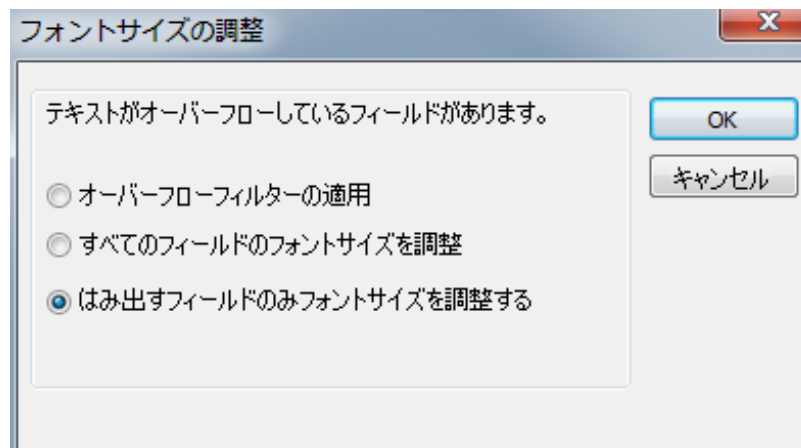 フォントサイズの調整
テキストがオーバーフローしているフィールドがあります。
オーバーフローフィルターの適用
すべてのフィールドのフォントサイズを調整
はみ出すフィールドのみフォントサイズを調整する
OK
キャンセル